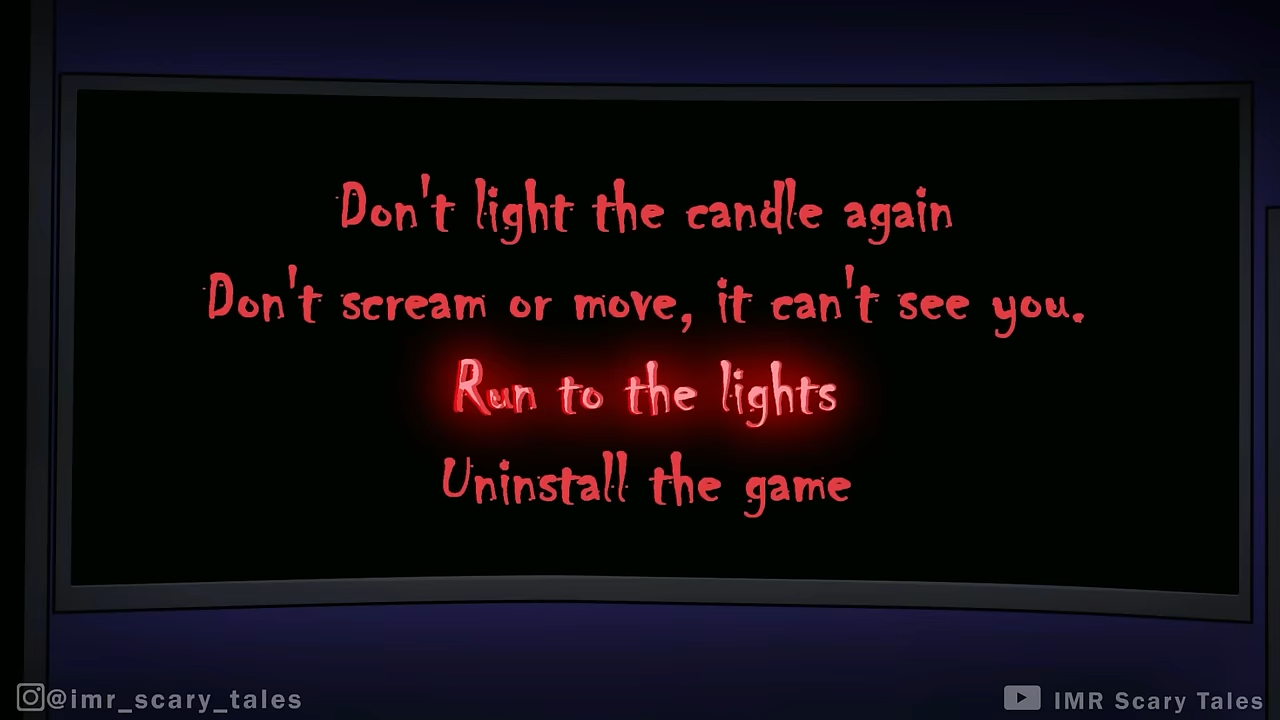 Don't light the candle again
Don't scream or move, it can't see you.
Run to the lights
Uninstall the game
@imr_scary_tales
IMR Scary Tales